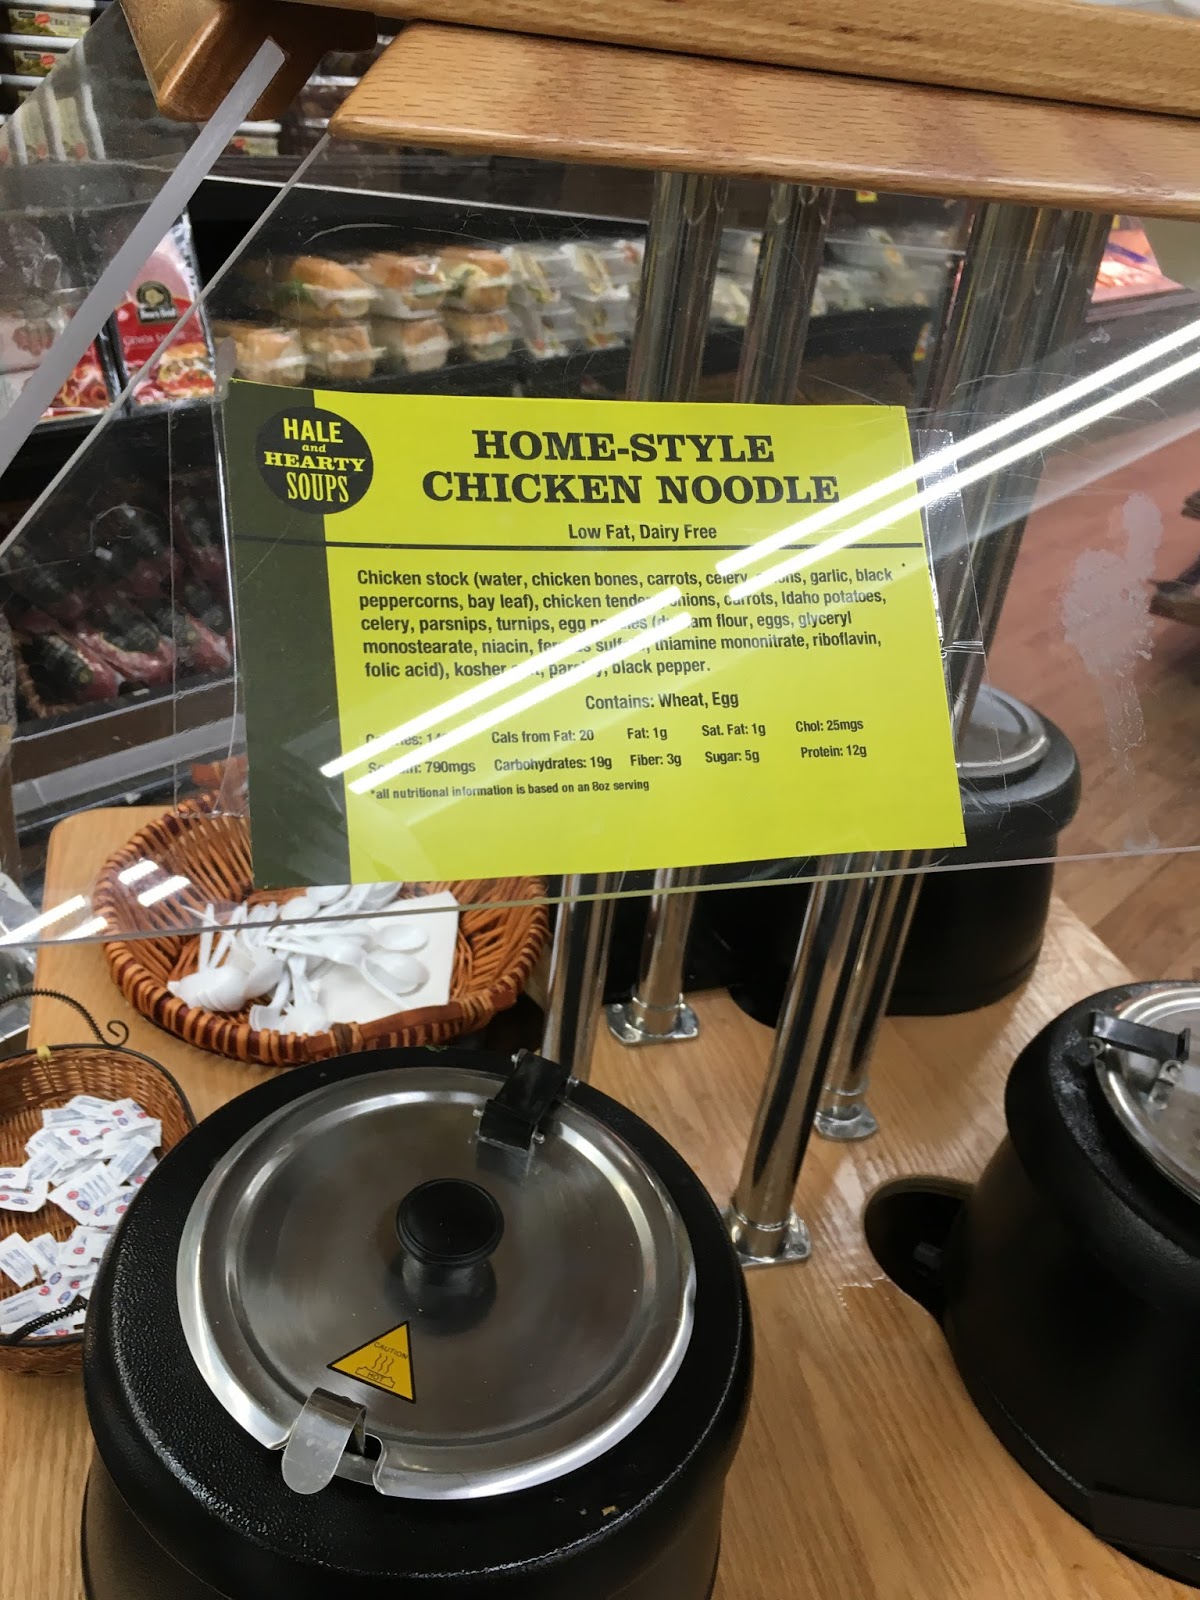 HALE
and
HEARTY
SOUPS
HOME-STYLE
CHICKEN NOODLE
Low Fat, Dairy Free
Chicken stock (water, chicken bones, carrots, celery, garlic, black
peppercorns, bay leaf), chicken onions, carrots, Idaho potatoes,
celery, parsnips, turnips, egg flour, eggs, glyceryl
monostearate, niacin, thiamine mononitrate, riboflavin,
folic acid), kosher black pepper.
Contains: Wheat, Egg
Cals from Fat: 20 Fat: 1g Sat. Fat: 1g Chol: 25mgs
790mgs Carbohydrates: 19g Fiber: 3g Sugar: 5g Protein: 12g
*all nutritional information is based on an 8oz serving
CAUTION
HOT